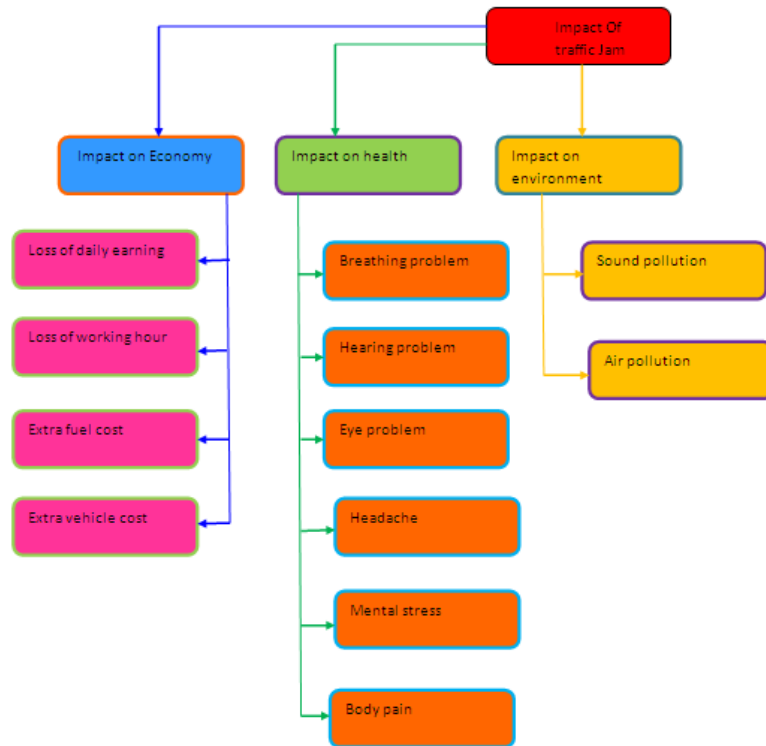 Impact Of
traffic Jam
Impact on Economy
Impact on health
Impact on
environment
Loss of daily earning
Loss of working hour
Extra fuel cost
Extra vehicle cost
Breathing problem
Hearing problem
Eye problem
Headache
Mental stress
Body pain
Sound pollution
Air pollution